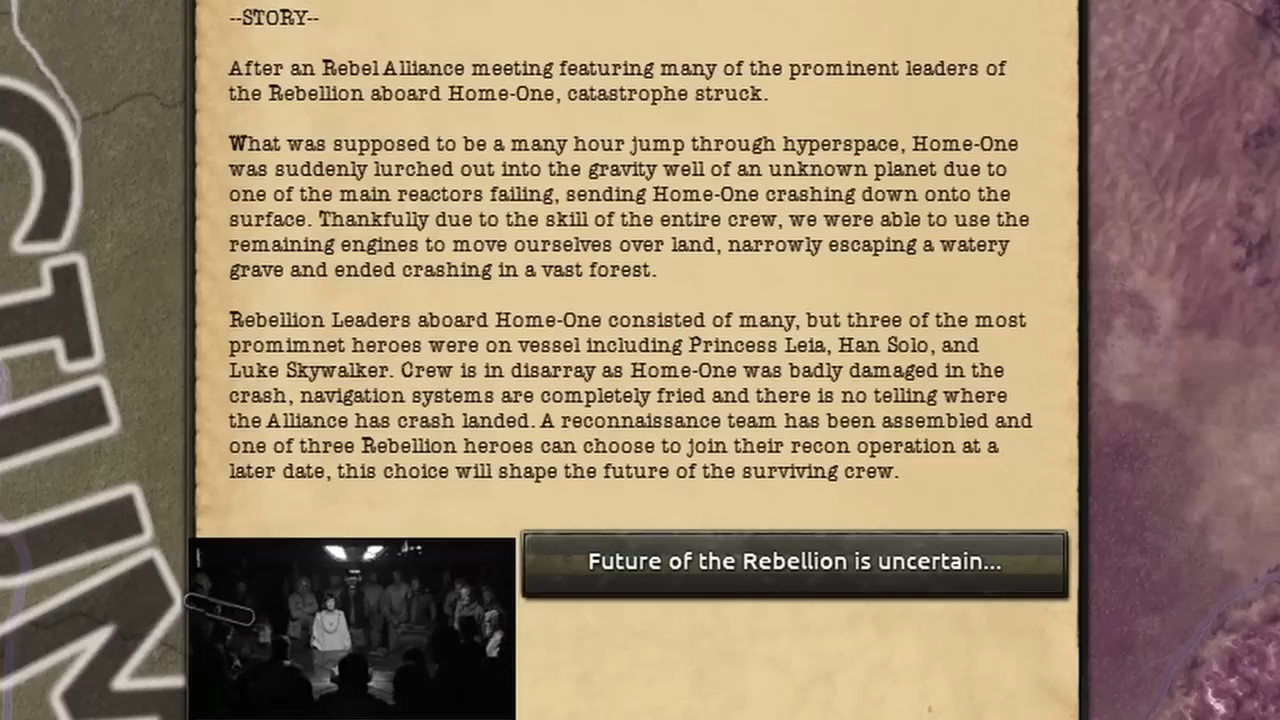 --STORY--
After an Rebel Alliance meeting featuring many of the prominent leaders of
the Rebellion aboard Home-One, catastrophe struck.
What was supposed to be a many hour jump through hyperspace, Home-One
was suddenly lurched out into the gravity well of an unknown planet due to
one of the main reactors failing, sending Home-One crashing down onto the
surface. Thankfully due to the skill of the entire crew, we were able to use the
remaining engines to move ourselves over land, narrowly escaping a watery
grave and ended crashing in a vast forest.
Rebellion Leaders aboard Home-One consisted of many, but three of the most
promimnet heroes were on vessel including Princess Leia, Han Solo, and
Luke Skywalker. Crew is in disarray as Home-One was badly damaged in the
crash, navigation systems are completely fried and there is no telling where
the Alliance has crash landed. A reconnaissance team has been assembled and
one of three Rebellion heroes can choose to join their recon operation at a
later date, this choice will shape the future of the surviving crew.
Future of the Rebellion is uncertain...